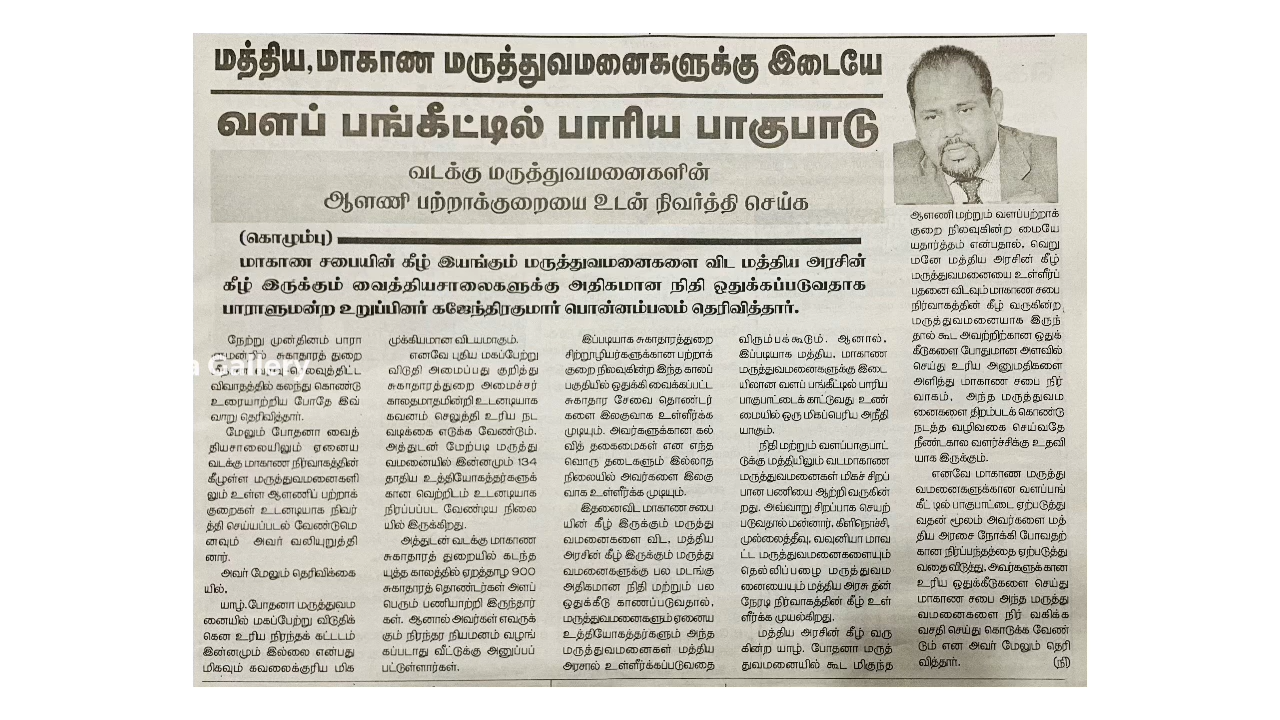 மத்திய,மாகாண மருத்துவமனைகளுக்கு இடையே
வளப் பங்கீட்டில் பாரிய பாகுபாடு
வடக்கு மருத்துவமனைகளின்
ஆளணி பற்றாக்குறையை உடன் நிவர்த்தி செய்க
(கொழும்பு)
மாகாண சபையின் கீழ் இயங்கும் மருத்துவமனைகளை விட மத்திய அரசின்
கீழ் இருக்கும் வைத்தியசாலைகளுக்கு அதிகமான நிதி ஒதுக்கப்படுவதாக
பாராளுமன்ற உறுப்பினர் கஜேந்திரகுமார் பொன்னம்பலம் தெரிவித்தார்.
நேற்று முன்தினம் பாரா
ளுமன்றில் சுகாதாரத் துறை
வரவு செலவுத்திட்ட
விவாதத்தில் கலந்து கொண்டு
உரையாற்றிய போதே இவ்
வாறு தெரிவித்தார்.
மேலும் போதனா வைத்
தியசாலையிலும் ஏனைய
வடக்கு மாகாண நிர்வாகத்தின்
கீழுள்ள மருத்துவமனைகளி
லும் உள்ள ஆளணிப் பற்றாக்
குறைகள் உடனடியாக நிவர்
த்தி செய்யப்படல் வேண்டுமெ
னவும் அவர் வலியுறுத்தி
னார்.
அவர் மேலும் தெரிவிக்கை
யில்,
யாழ்.போதனா மருத்துவம
னையில் மகப்பேற்று விடுதிக்
கென உரிய நிரந்தக் கட்டடம்
இன்னமும் இல்லை என்பது
மிகவும் கவலைக்குரிய மிக
முக்கியமான விடயமாகும்.
எனவே புதிய மகப்பேற்று
விடுதி அமைப்பது குறித்து
சுகாதாரத்துறை அமைச்சர்
காலதமாதமின்றி உடனடியாக
கவனம் செலுத்தி உரிய நட
வடிக்கை எடுக்க வேண்டும்.
அத்துடன் மேற்படி மருத்து
வமனையில் இன்னமும் 134
தாதிய உத்தியோகத்தர்களுக்
கான வெற்றிடம் உடனடியாக
நிரப்பப்பட வேண்டிய நிலை
யில் இருக்கிறது.
அத்துடன் வடக்கு மாகாண
சுகாதாரத் துறையில் கடந்த
யுத்த காலத்தில் ஏறத்தாழ 900
சுகாதாரத் தொண்டர்கள் அளப்
பெரும் பணியாற்றி இருந்தார்
கள். ஆனால் அவர்கள் எவருக்
கும் நிரந்தர நியமனம் வழங்
கப்படாது வீட்டுக்கு அனுப்பப்
பட்டுள்ளார்கள்.
இப்படியாக சுகாதாரத்துறை
சிற்றூழியர்களுக்கான பற்றாக்
குறை நிலவுகின்ற இந்த காலப்
பகுதியில் ஒதுக்கி வைக்கப்பட்ட
சுகாதார சேவை தொண்டர்
களை இலகுவாக உள்ளீர்க்க
முடியும். அவர்களுக்கான கல்
வித் தகைமைகள் என எந்த
வொரு தடைகளும் இல்லாத
நிலையில் அவர்களை இலகு
வாக உள்ளீர்க்க முடியும்.
இதனைவிட மாகாண சபை
யின் கீழ் இருக்கும் மருத்து
வமனைகளை விட, மத்திய
அரசின் கீழ் இருக்கும் மருத்து
வமனைகளுக்கு பல மடங்கு
அதிகமான நிதி மற்றும் பல
ஒதுக்கீடு காணப்படுவதால்,
மருத்துவமனைகளும் ஏனைய
உத்தியோகத்தர்களும் அந்த
மருத்துவமனைகள் மத்திய
அரசால் உள்ளீர்க்கப்படுவதை
விரும்பக்கூடும். ஆனால்,
இப்படியாக மத்திய, மாகாண
மருத்துவமனைகளுக்கு இடை
யிலான வளப் பங்கீட்டில் பாரிய
பாகுபாட்டைக் காட்டுவது உண்
மையில் ஒரு மிகப்பெரிய அநீதி
யாகும்.
நிதி மற்றும் வளப்பாகுபாட்
டுக்கு மத்தியிலும் வடமாகாண
மருத்துவமனைகள் மிகச் சிறப்
பான பணியை ஆற்றி வருகின்
றது. அவ்வாறு சிறப்பாக செயற்
படுவதால் மன்னார், கிளிநொச்சி,
முல்லைத்தீவு, வவுனியா மாவ
ட்ட மருத்துவமனைகளையும்
தெல்லிப்பழை மருத்துவம
னையையும் மத்திய அரசு தன்
நேரடி நிர்வாகத்தின் கீழ் உள்
ளீர்க்க முயல்கிறது.
மத்திய அரசின் கீழ் வரு
கின்ற யாழ். போதனா மருத்
துவமனையில் கூட மிகுந்த
ஆளணி மற்றும் வளப்பற்றாக்
குறை நிலவுகின்ற மையே
யதார்த்தம் என்பதால், வெறு
மனே மத்திய அரசின் கீழ்
மருத்துவமனையை உள்ளீர்ப்
பதனை விடவும் மாகாண சபை
நிர்வாகத்தின் கீழ் வருகின்ற
மருத்துவமனையாக இருந்
தால் கூட அவற்றிற்கான ஒதுக்
கீடுகளை போதுமான அளவில்
செய்து உரிய அனுமதிகளை
அளித்து மாகாண சபை நிர்
வாகம், அந்த மருத்துவம
னைகளை திறம்படக் கொண்டு
நடத்த வழிவகை செய்வதே
நீண்டகால வளர்ச்சிக்கு உதவி
யாக இருக்கும்.
எனவே மாகாண மருத்து
வமனைகளுக்கான வளப்பங்
கீட் டில் பாகுபாட்டை ஏற்படுத்து
வதன் மூலம் அவர்களை மத்
திய அரசை நோக்கி போவதற்
கான நிர்ப்பந்தத்தை ஏற்படுத்து
வதைவிடுத்து, அவர்களுக்கான
உரிய ஒதுக்கீடுகளை செய்து
மாகாண சபை அந்த மருத்து
வமனைகளை நிர் வகிக்க
வசதி செய்து கொடுக்க வேண்
டும் என அவர் மேலும் தெரி
வித்தார். (நி)
a Gallery